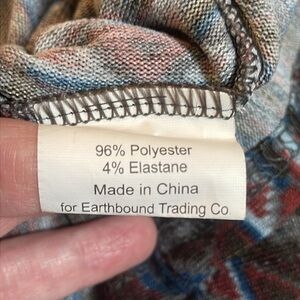 96% Polyester
4% Elastane
Made in China
for Earthbound Trading Co